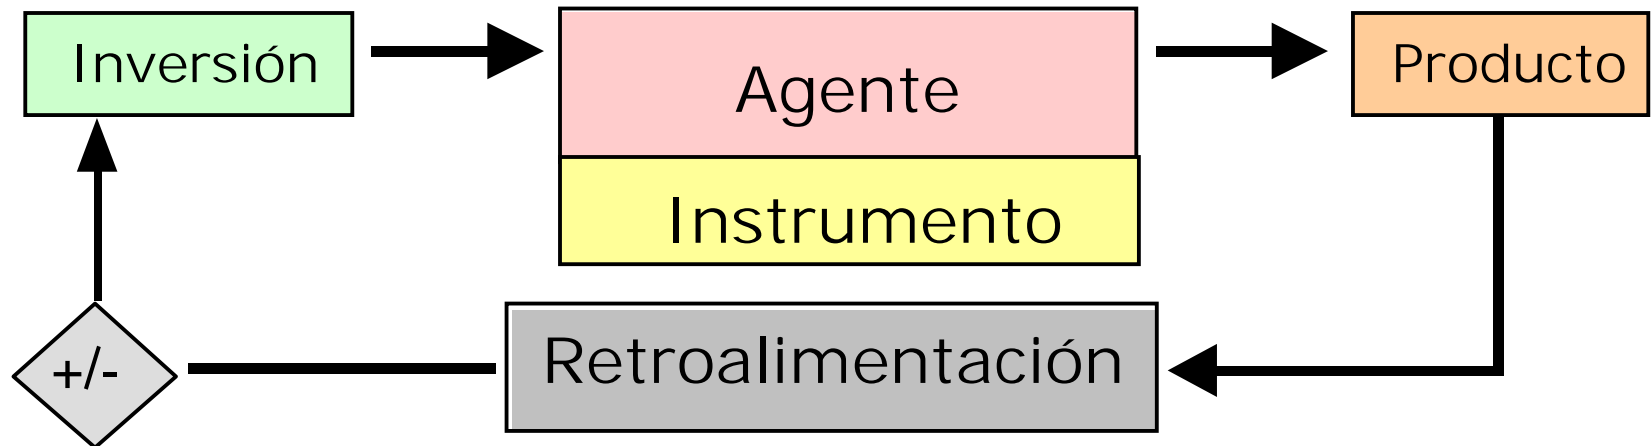 Inversión
Agente
Producto
Instrumento
Retroalimentación
+/-